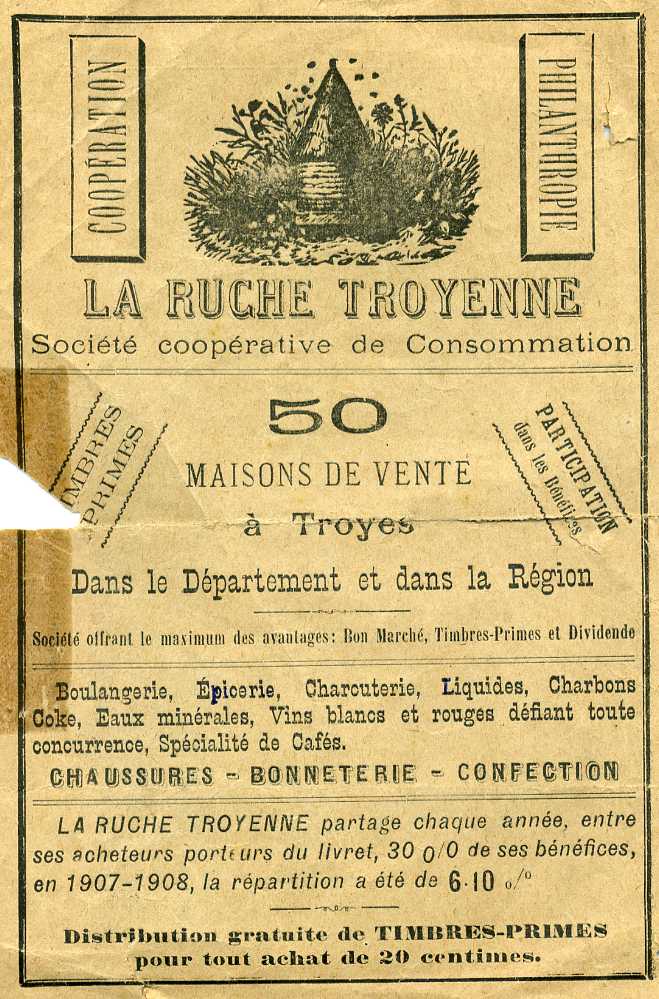 COOPÉRATION
PHILANTHROPIE
LA RUCHE TROYENNE
Société coopérative de Consommation
TIMBRES
PRIMES
50
MAISONS DE VENTE
à Troyes
PARTICIPATION
dans les Bénéfices
Dans le Département et dans la Région
Société offrant le maximum des avantages: Bon Marché, Timbres-Primes et Dividende
Boulangerie, Épicerie, Charcuterie, Liquides, Charbons
Coke, Eaux minérales, Vins blancs et rouges défiant toute
concurrence, Spécialité de Cafés.
CHAUSSURES - BONNETERIE - CONFECTION
LA RUCHE TROYENNE partage chaque année, entre
ses acheteurs porteurs du livret, 30 0/0 de ses bénéfices,
en 1907-1908, la répartition a été de 6.10 o/o
Distribution gratuite de TIMBRES-PRIMES
pour tout achat de 20 centimes.